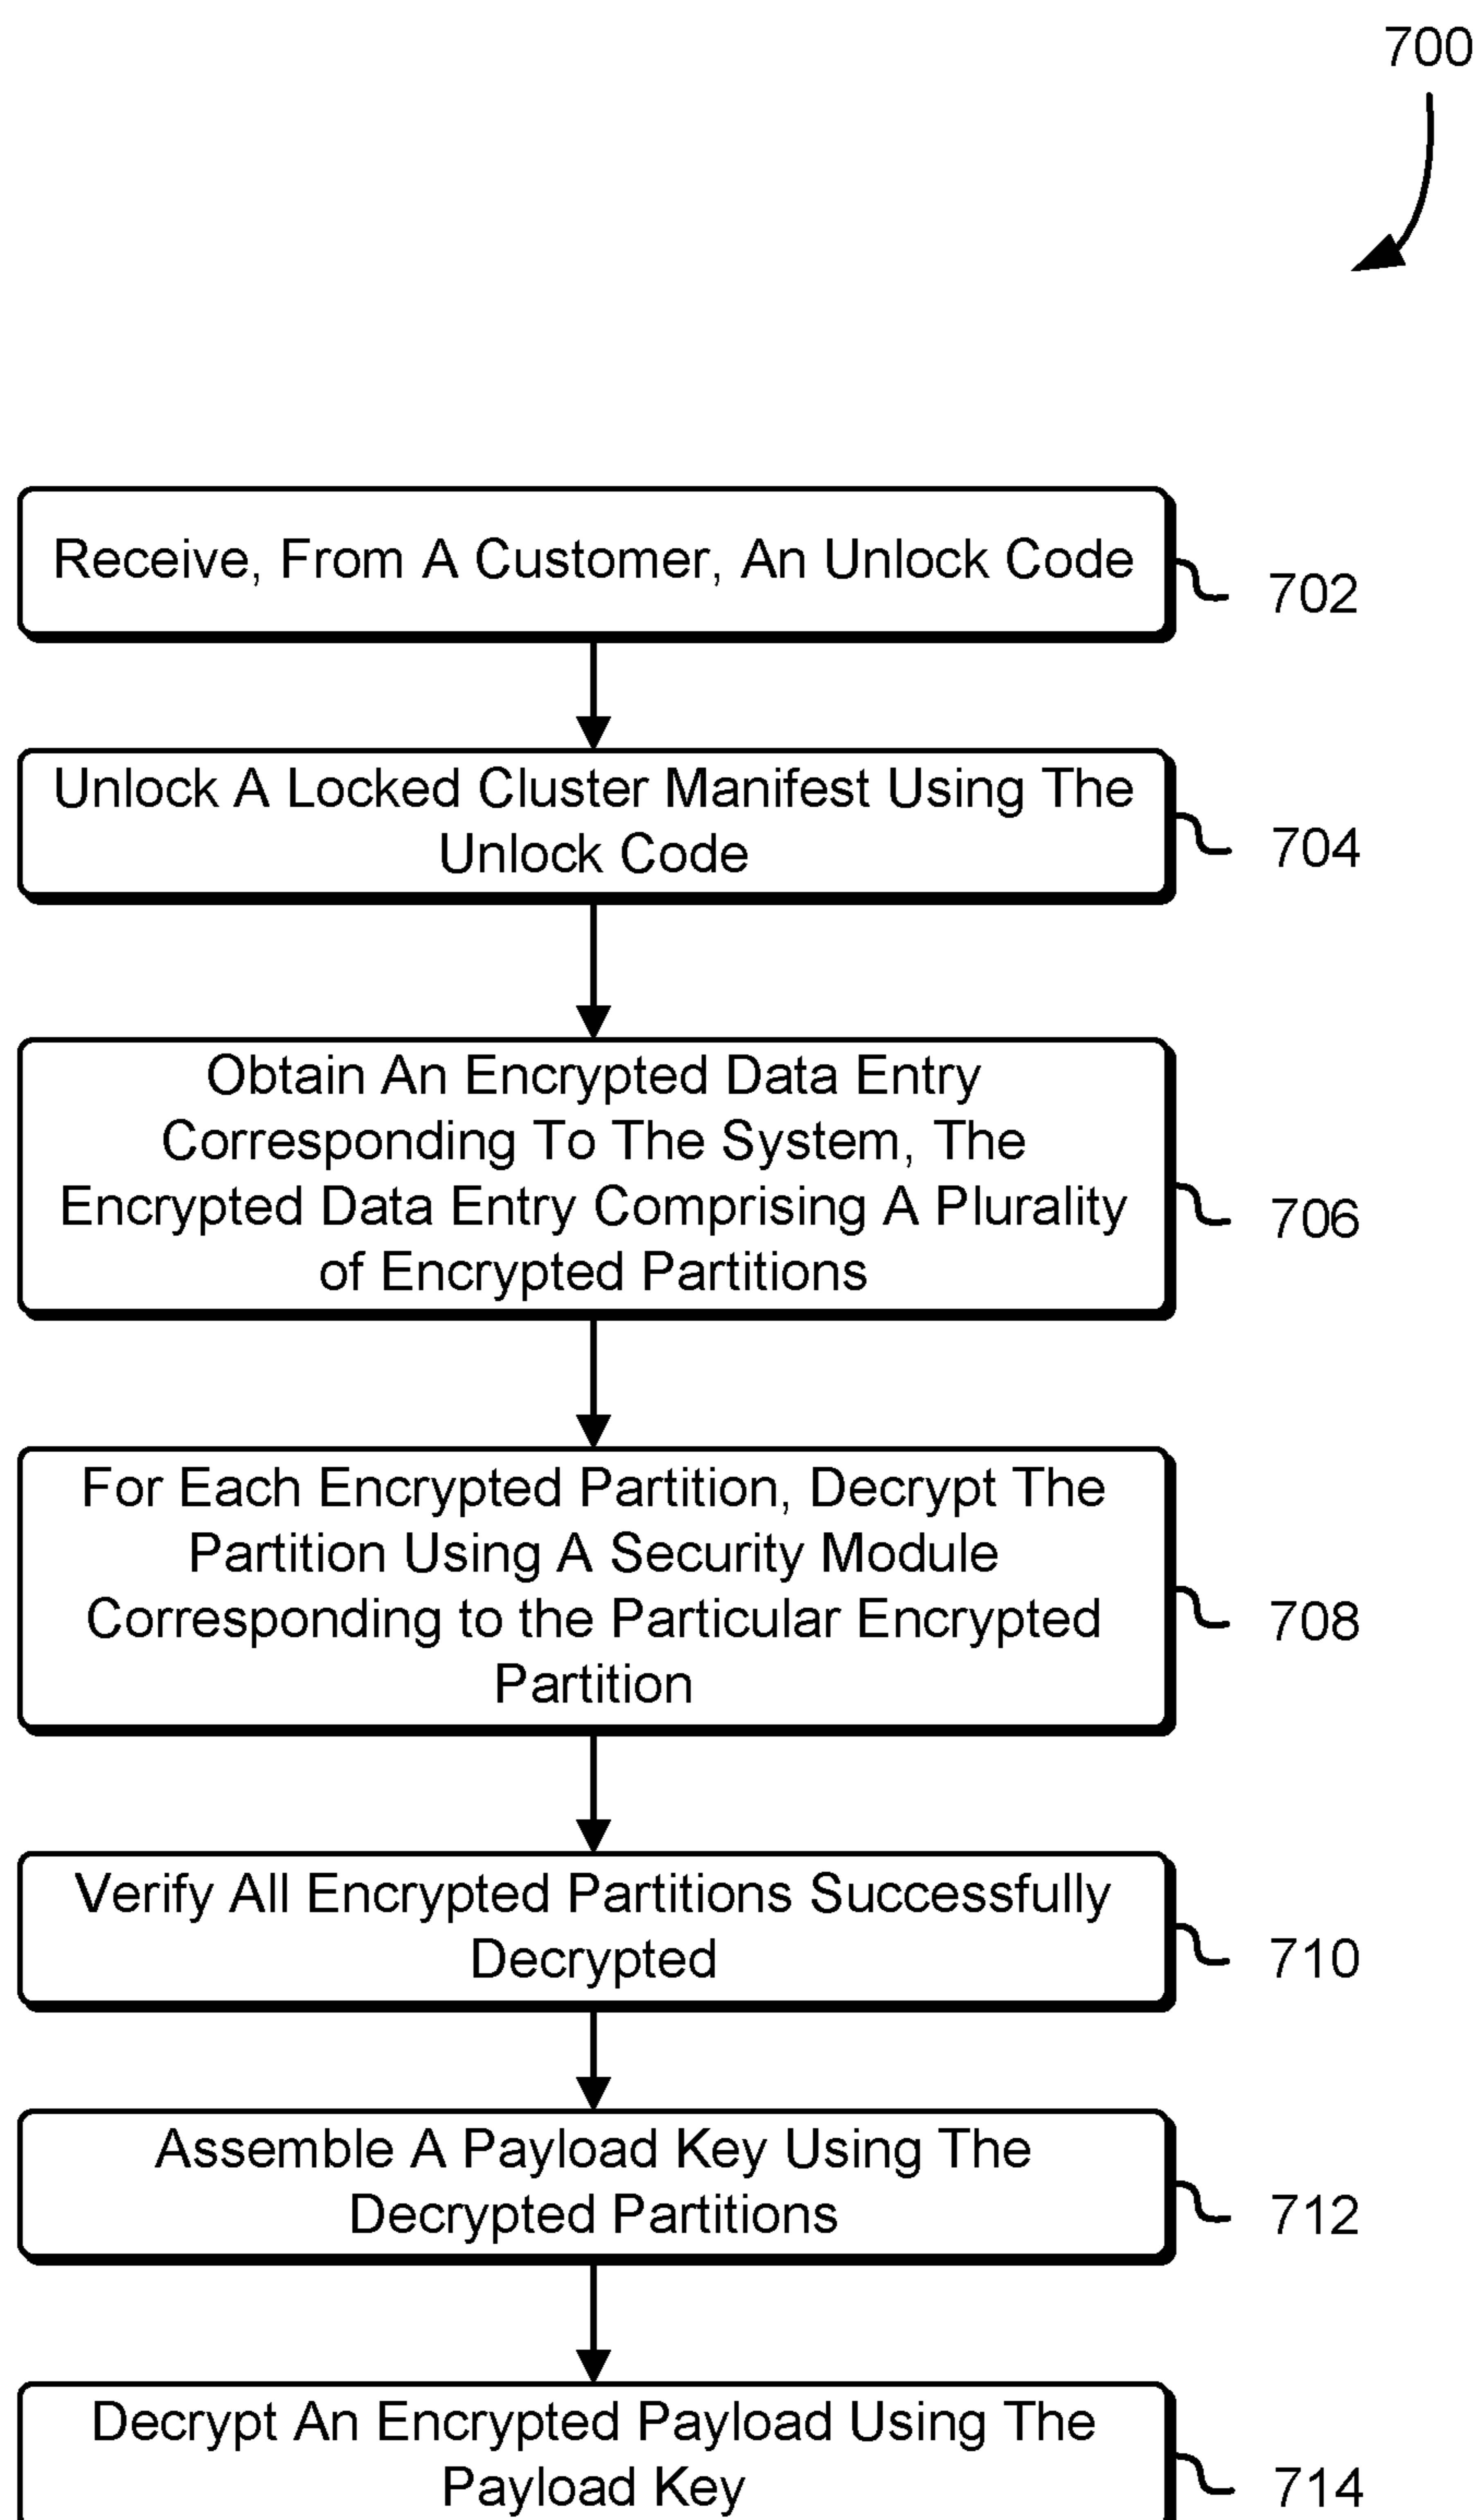 700
Receive, From A Customer, An Unlock Code
702
Unlock A Locked Cluster Manifest Using The
Unlock Code
704
Obtain An Encrypted Data Entry
Corresponding To The System, The
Encrypted Data Entry Comprising A Plurality
of Encrypted Partitions
706
For Each Encrypted Partition, Decrypt The
Partition Using A Security Module
Corresponding to the Particular Encrypted
Partition
708
Verify All Encrypted Partitions Successfully
Decrypted
710
Assemble A Payload Key Using The
Decrypted Partitions
712
Decrypt An Encrypted Payload Using The
Payload Key
714